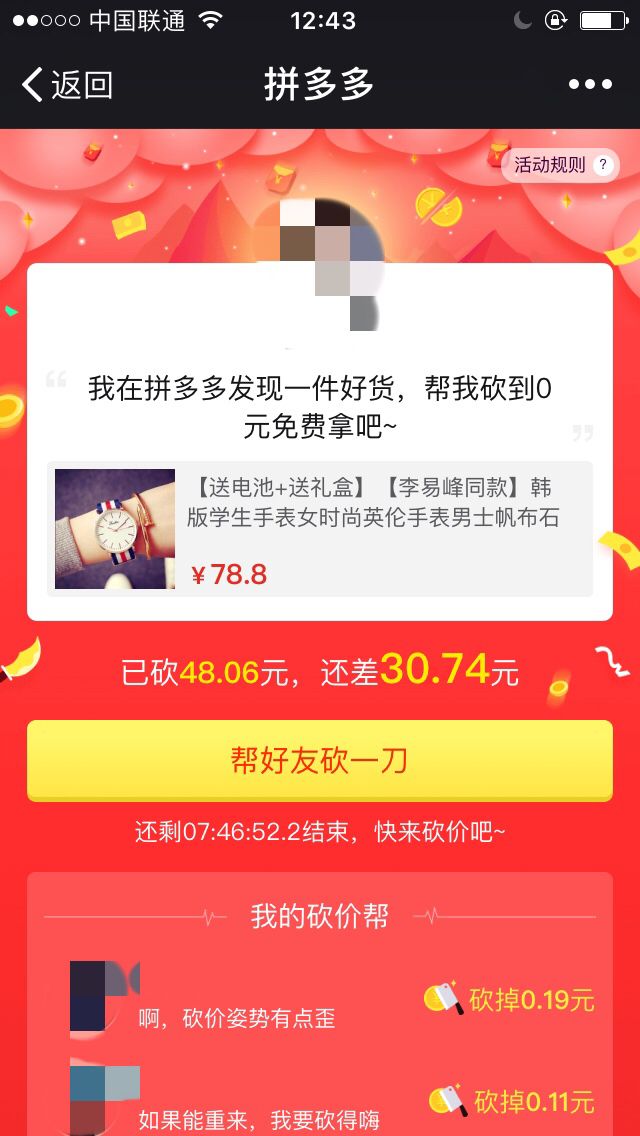 中国联通
12:43
返回
拼多多
活动规则 ?
我在拼多多发现一件好货，帮我砍到0
元免费拿吧~
【送电池+送礼盒】【李易峰同款】韩
版学生手表女时尚英伦手表男士帆布石
¥78.8
已砍48.06元，还差30.74元
帮好友砍一刀
还剩07:46:52.2结束，快来砍价吧~
我的砍价帮
啊，砍价姿势有点歪
砍掉0.19元
如果能重来，我要砍得嗨
砍掉0.11元